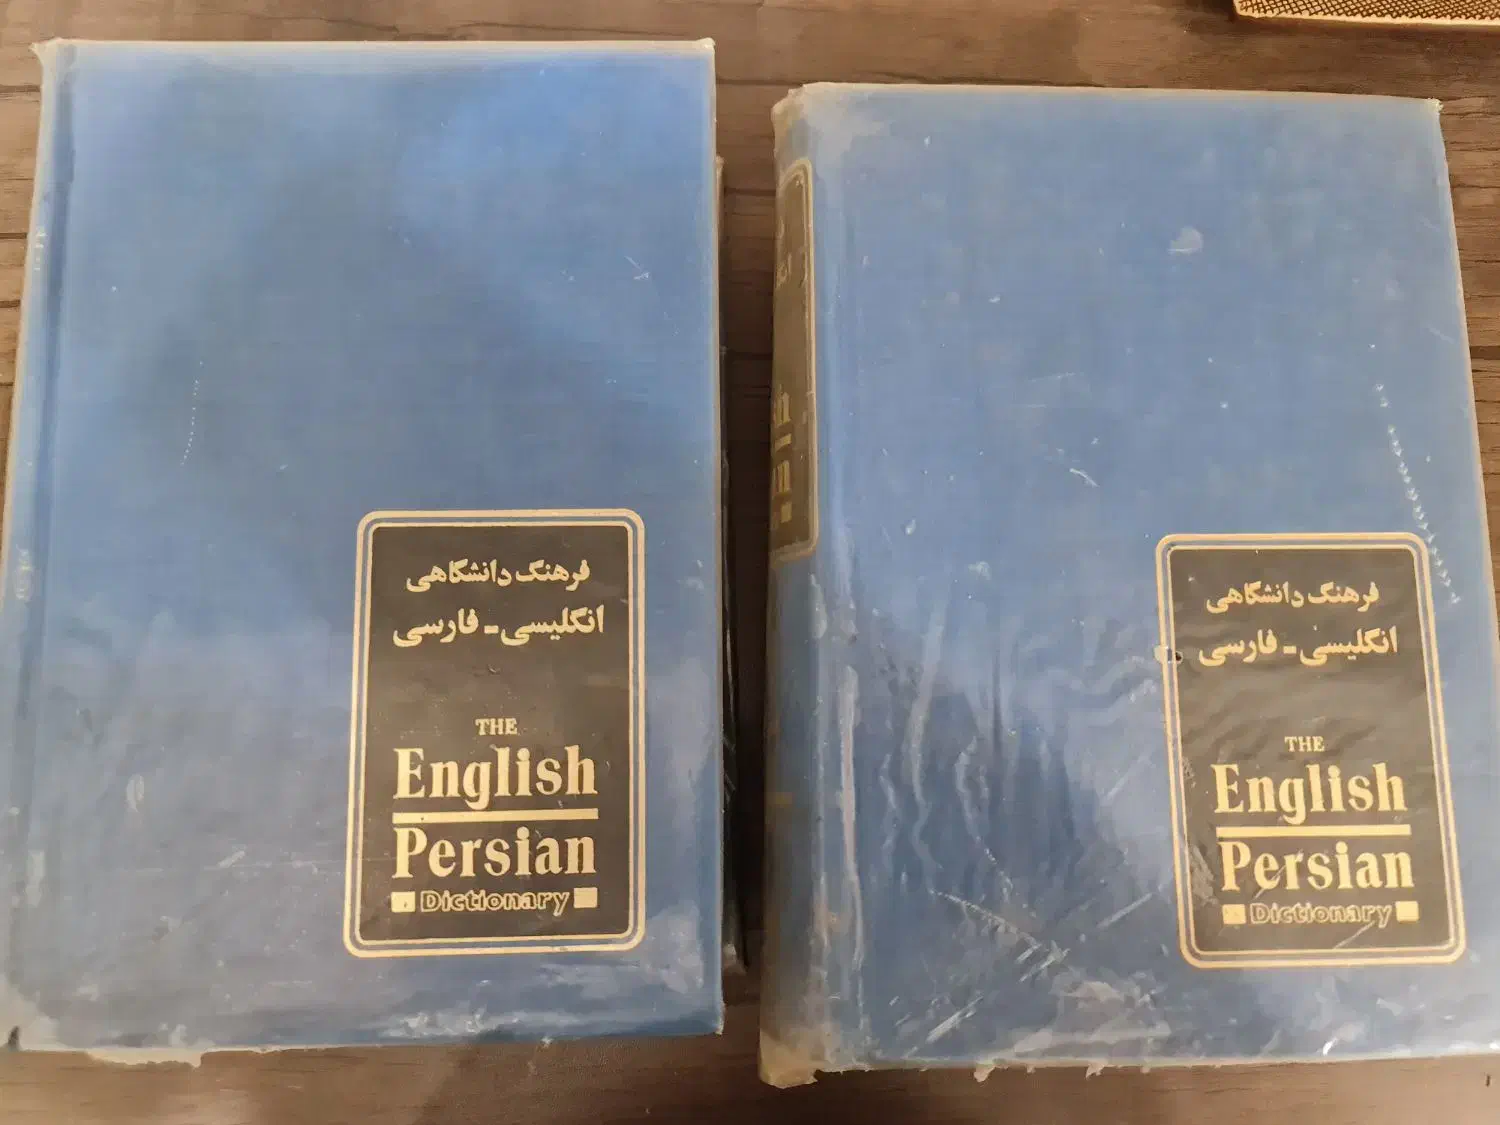 فرهنگ دانشگاهی
انگلیسی - فارسی
THE
English
Persian
Dictionary
فرهنگ دانشگاهی
انگلیسی - فارسی
THE
English
Persian
Dictionary